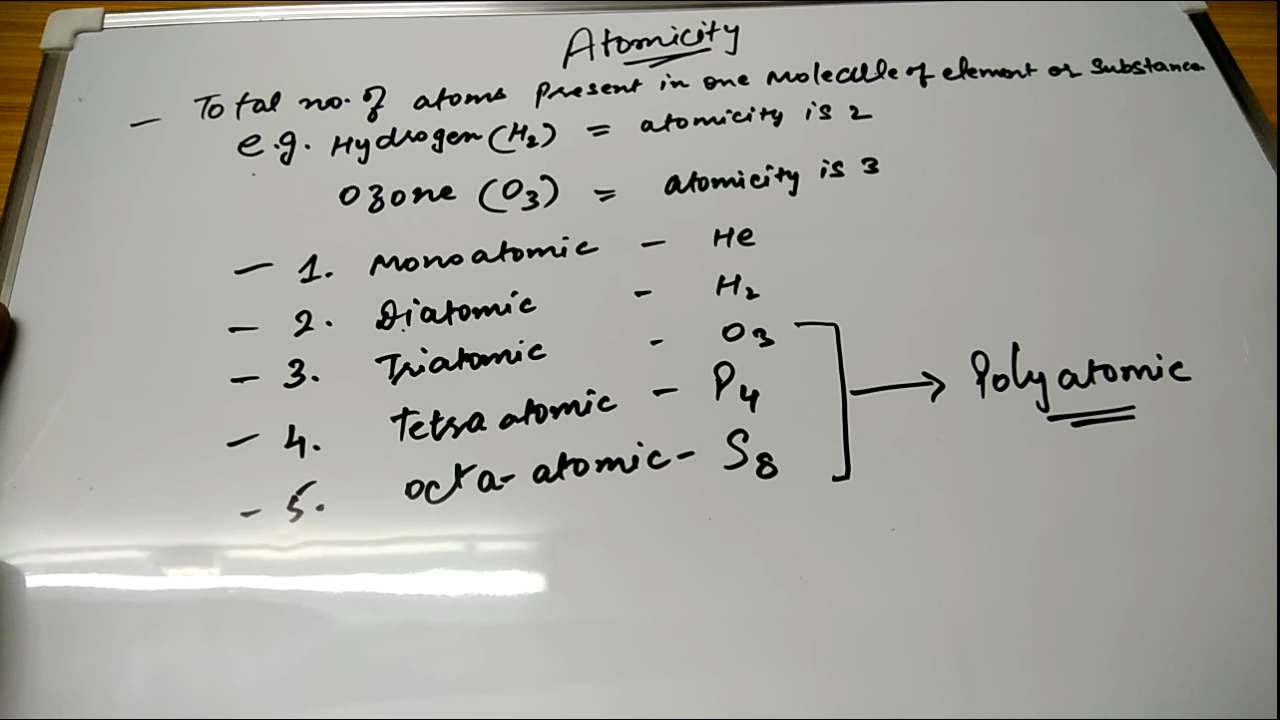 Atomicity
– Total no. of atoms present in one Molecule of element or Substance
e.g. Hydrogen (H₂) = atomicity is 2
Ozone (O₃) = atomicity is 3
– 1. Monoatomic – He
– 2. Diatomic – H₂
– 3. Triatomic – O₃
– 4. Tetra atomic – P₄
– 5. Octa-atomic – S₈
→ Polyatomic